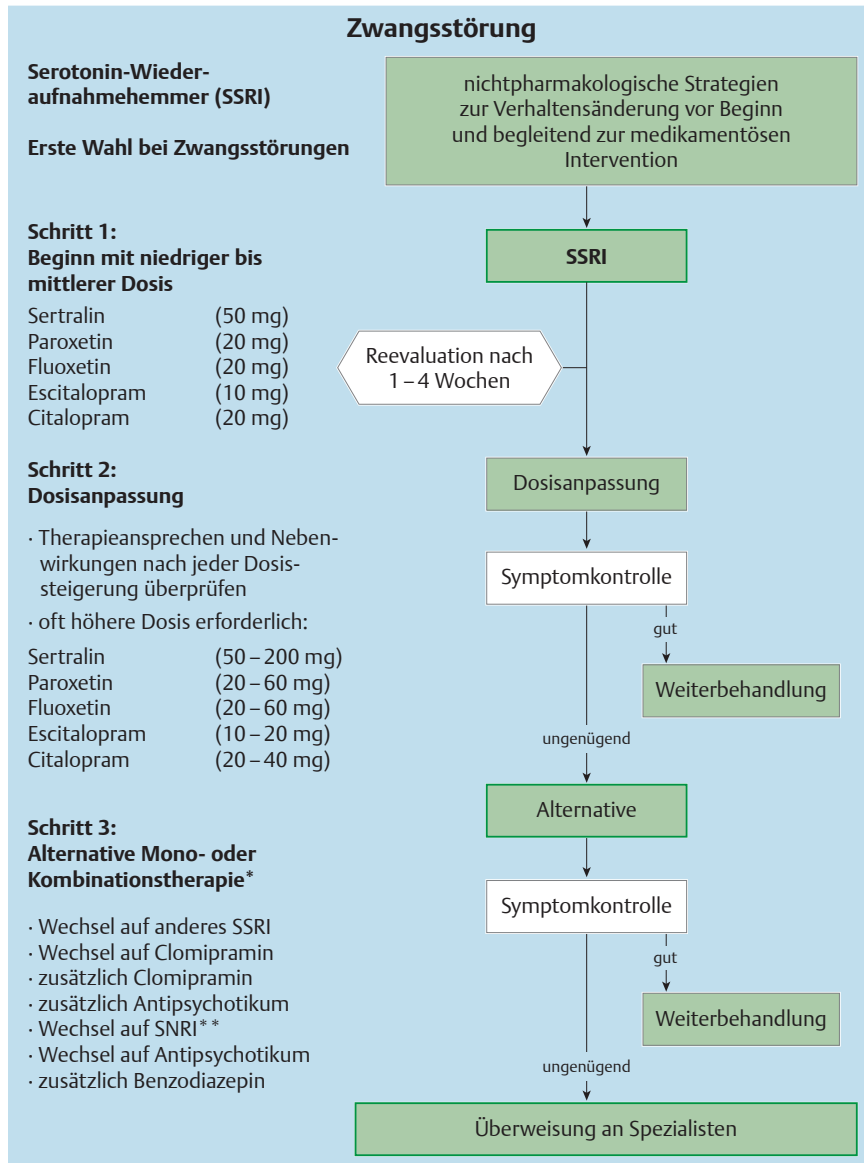 Zwangsstörung
Serotonin-Wieder-
aufnahmehemmer (SSRI)
Erste Wahl bei Zwangsstörungen
nichtpharmakologische Strategien
zur Verhaltensänderung vor Beginn
und begleitend zur medikamentösen
Intervention
Schritt 1:
Beginn mit niedriger bis
mittlerer Dosis
Sertralin (50 mg)
Paroxetin (20 mg)
Fluoxetin (20 mg)
Escitalopram (10 mg)
Citalopram (20 mg)
SSRI
Reevaluation nach
1 – 4 Wochen
Schritt 2:
Dosisanpassung
· Therapieansprechen und Neben-
wirkungen nach jeder Dosis-
steigerung überprüfen
· oft höhere Dosis erforderlich:
Sertralin (50 – 200 mg)
Paroxetin (20 – 60 mg)
Fluoxetin (20 – 60 mg)
Escitalopram (10 – 20 mg)
Citalopram (20 – 40 mg)
Dosisanpassung
Symptomkontrolle
gut
Weiterbehandlung
ungenügend
Schritt 3:
Alternative Mono- oder
Kombinationstherapie*
· Wechsel auf anderes SSRI
· Wechsel auf Clomipramin
· zusätzlich Clomipramin
· zusätzlich Antipsychotikum
· Wechsel auf SNRI**
· Wechsel auf Antipsychotikum
· zusätzlich Benzodiazepin
Alternative
Symptomkontrolle
gut
Weiterbehandlung
ungenügend
Überweisung an Spezialisten